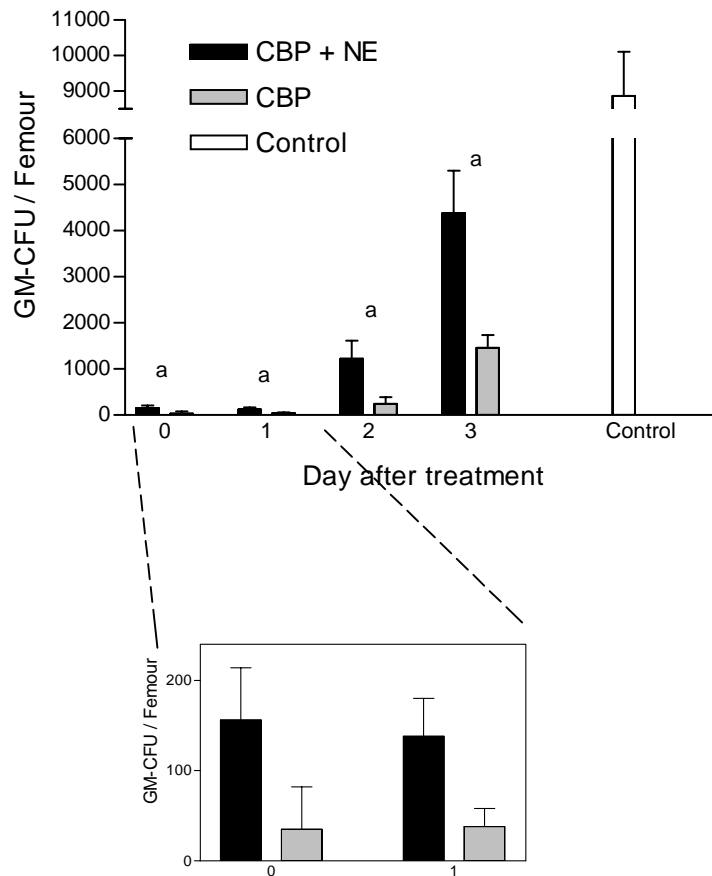 11000
10000
9000
6000
5000
4000
3000
2000
1000
0
GM-CFU / Femour
CBP + NE
CBP
Control
a
a
a
a
0
1
2
3
Control
Day after treatment
200
100
0
GM-CFU / Femour
0
1